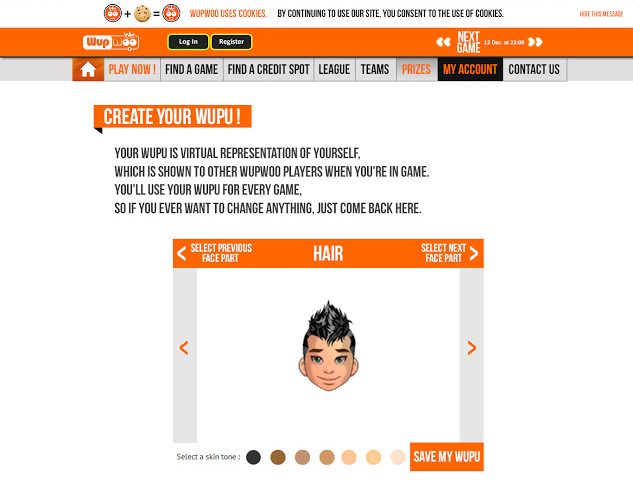 WUPWOO USES COOKIES. BY CONTINUING TO USE OUR SITE, YOU CONSENT TO THE USE OF COOKIES. HIDE THIS MESSAGE
WupWoo Log In Register NEXT GAME 12 Dec. at 23:00
PLAY NOW ! FIND A GAME FIND A CREDIT SPOT LEAGUE TEAMS PRIZES MY ACCOUNT CONTACT US
CREATE YOUR WUPU !
YOUR WUPU IS VIRTUAL REPRESENTATION OF YOURSELF,
WHICH IS SHOWN TO OTHER WUPWOO PLAYERS WHEN YOU'RE IN GAME.
YOU'LL USE YOUR WUPU FOR EVERY GAME,
SO IF YOU EVER WANT TO CHANGE ANYTHING, JUST COME BACK HERE.
SELECT PREVIOUS FACE PART HAIR SELECT NEXT FACE PART
Select a skin tone : SAVE MY WUPU